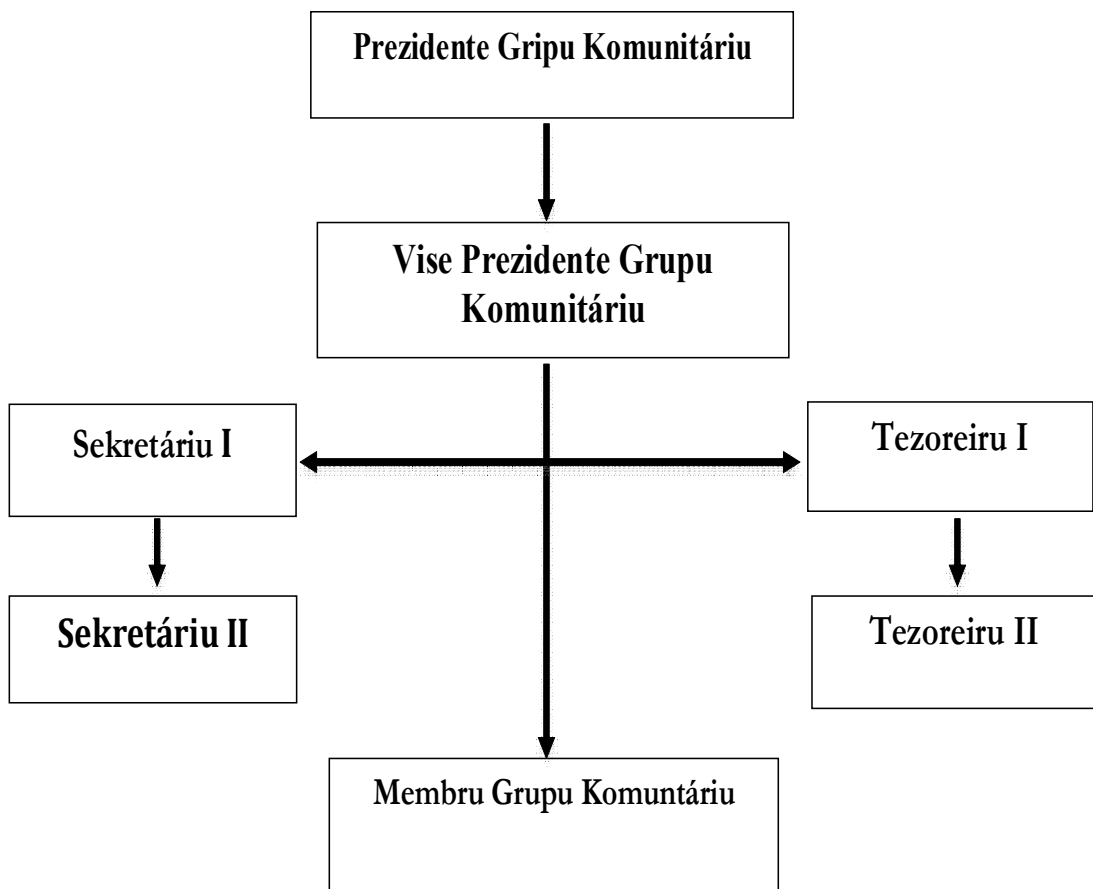 Prezidente Gripu Komunitáriu
Vise Prezidente Grupu
Komunitáriu
Sekretáriu I
Tezoreiru I
Sekretáriu II
Tezoreiru II
Membru Grupu Komuntáriu